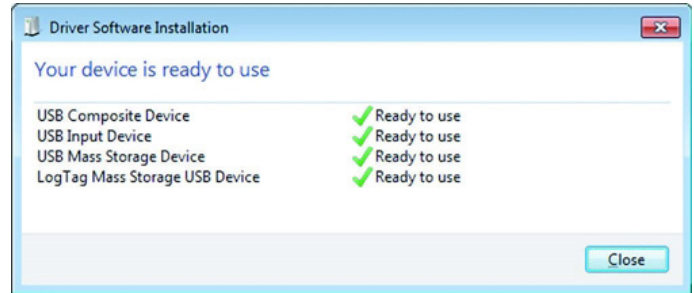 Driver Software Installation
Your device is ready to use
USB Composite Device Ready to use
USB Input Device Ready to use
USB Mass Storage Device Ready to use
LogTag Mass Storage USB Device Ready to use
Close